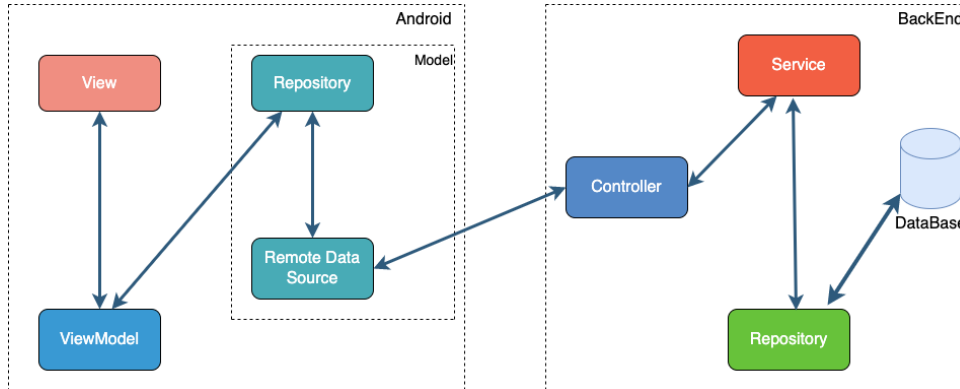 Android
BackEnd
Model
View
Repository
Service
Controller
DataBase
Remote Data
Source
ViewModel
Repository